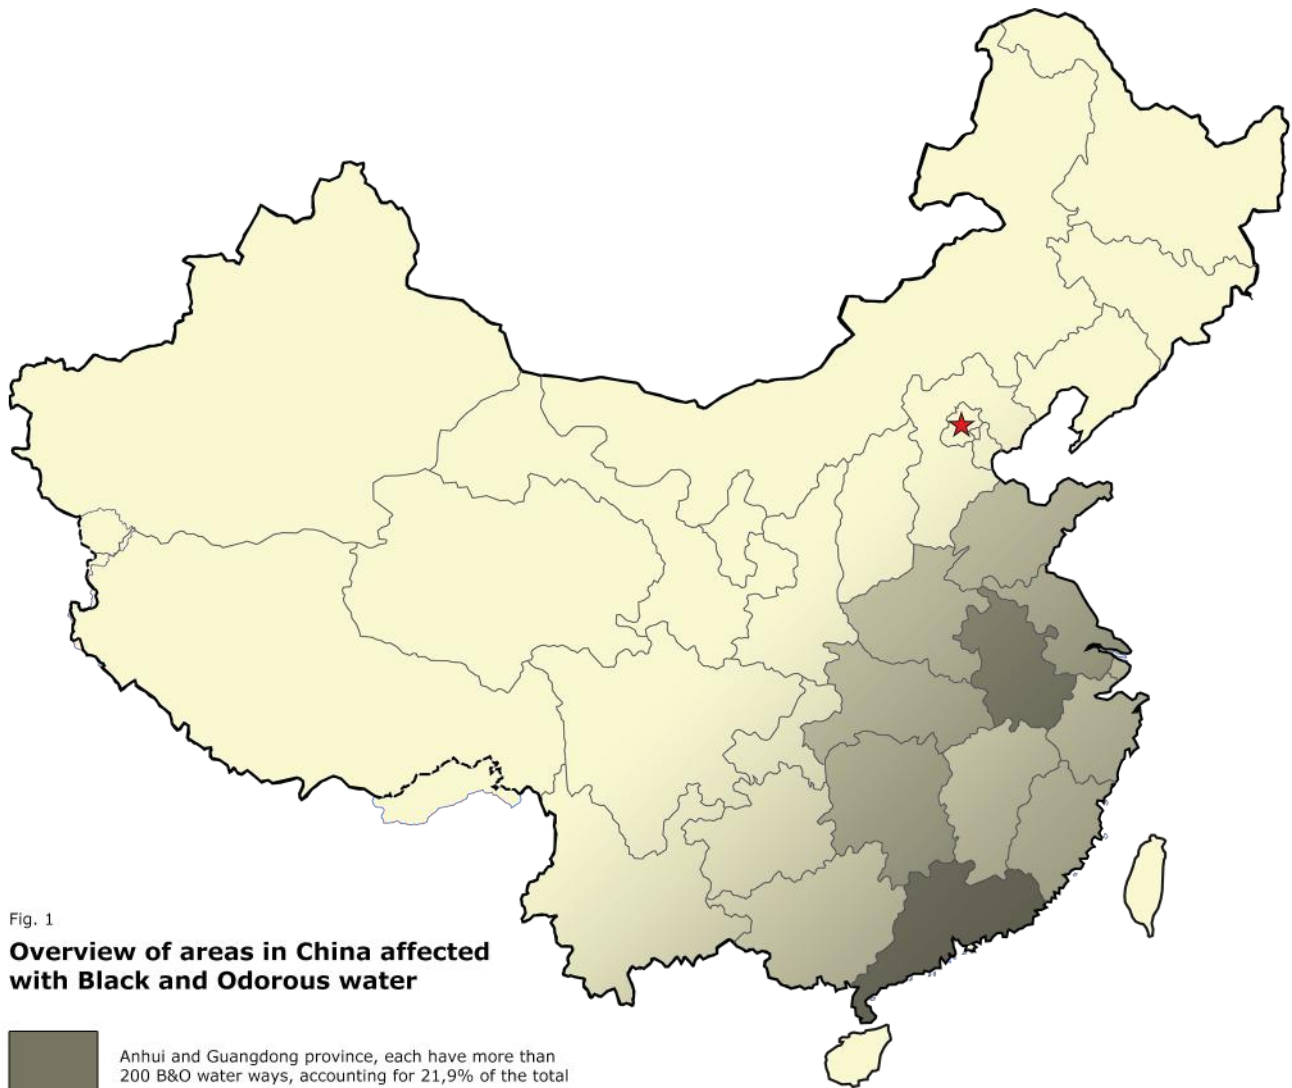 Fig. 1
Overview of areas in China affected
with Black and Odorous water
Anhui and Guangdong province, each have more than
200 B&O water ways, accounting for 21,9% of the total